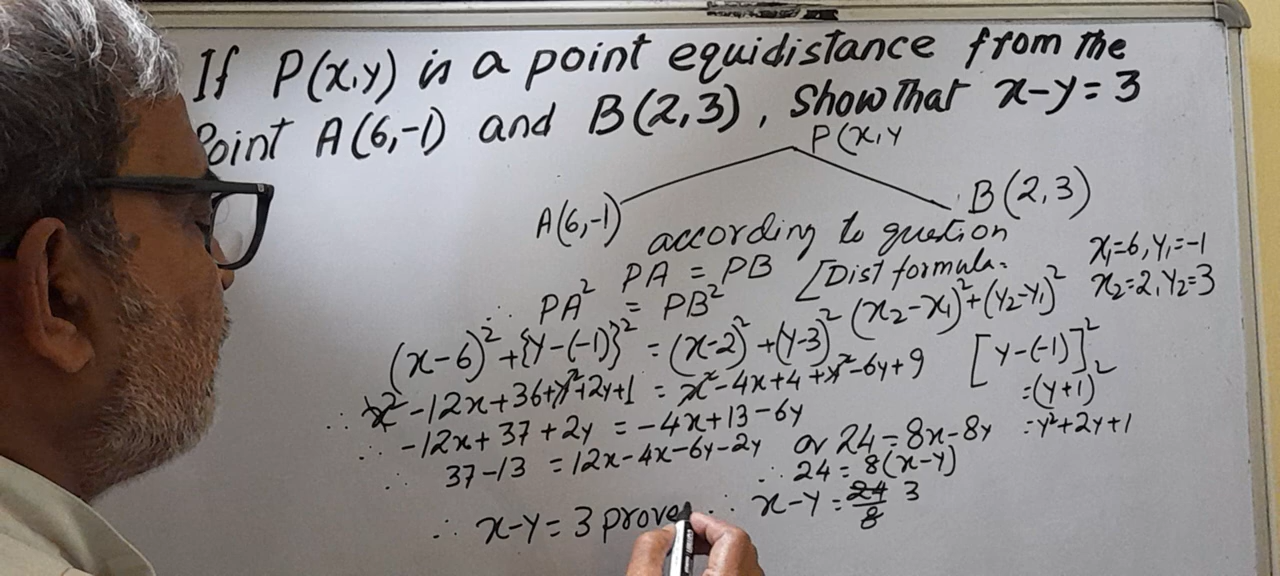 If P(x,y) is a point equidistance from the
Point A(6,-1) and B(2,3), Show That x-y=3
P(x,y
A(6,-1)
B(2,3)
according to question
PA = PB [Dist formula.
x₁=6, y₁=-1
∴ PA² = PB²
(x₂-x₁)²+(y₂-y₁)²
x₂=2, y₂=3
(x-6)²+{y-(-1)}² = (x-2)²+(y-3)²
[y-(-1)]²
∴ x²-12x+36+y²+2y+1 = x²-4x+4+y²-6y+9
=(y+1)²
∴ -12x+37+2y = -4x+13-6y
=y²+2y+1
∴ 37-13 = 12x-4x-6y-2y
or 24=8x-8y
∴ 24=8(x-y)
∴ x-y=24/8 3
∴ x-y=3 prove